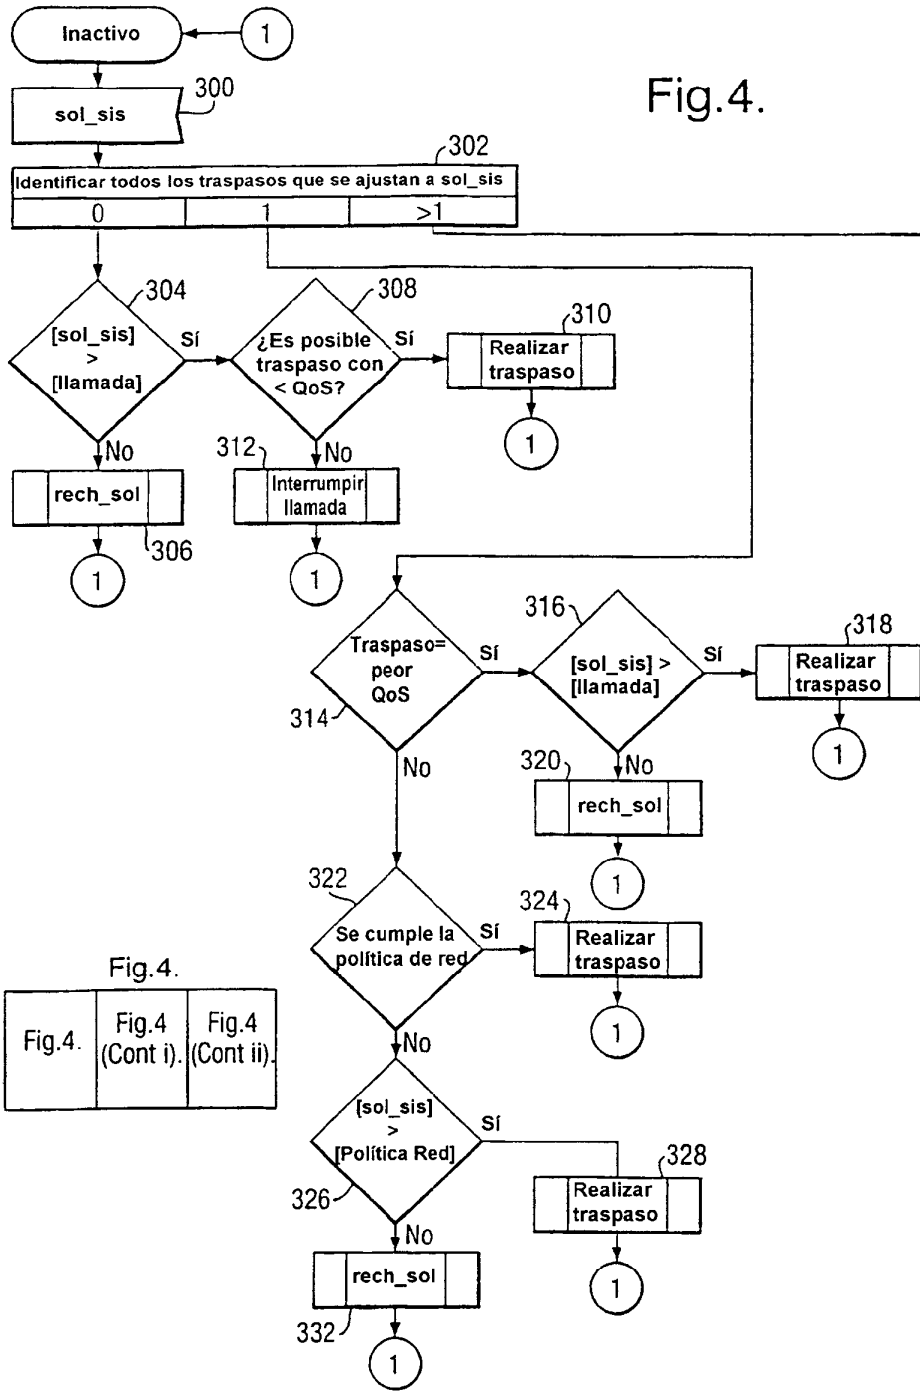 Inactivo
1
Fig.4.
300
sol_sis
302
Identificar todos los traspasos que se ajustan a sol_sis
0
1
>1
304
[sol_sis]
>
[llamada]
Sí
No
308
¿Es posible
traspaso con
< QoS?
Sí
No
310
Realizar
traspaso
1
rech_sol
306
1
312
Interrumpir
llamada
1
Traspaso=
peor
QoS
314
Sí
No
316
[sol_sis] >
[llamada]
Sí
No
318
Realizar
traspaso
1
320
rech_sol
1
322
Se cumple la
política de red
Sí
No
324
Realizar
traspaso
1
Fig.4.
Fig.4.
Fig.4
(Cont i).
Fig.4
(Cont ii).
[sol_sis]
>
[Política Red]
326
Sí
No
328
Realizar
traspaso
1
rech_sol
332
1